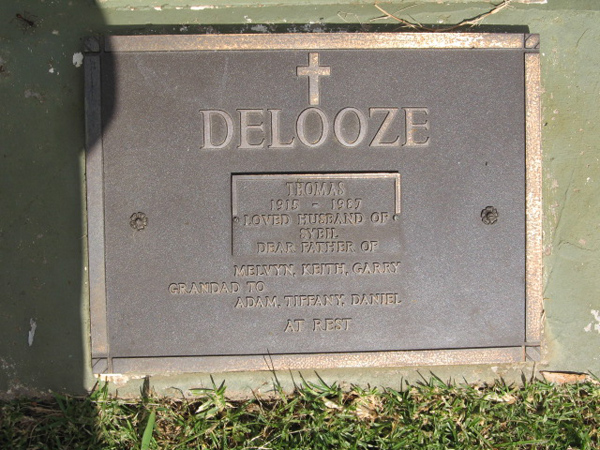 DELOOZE
THOMAS
1915 - 1987
LOVED HUSBAND OF
SYBIL
DEAR FATHER OF
MELVYN, KEITH, GARRY
GRANDAD TO
ADAM, TIFFANY, DANIEL
AT REST